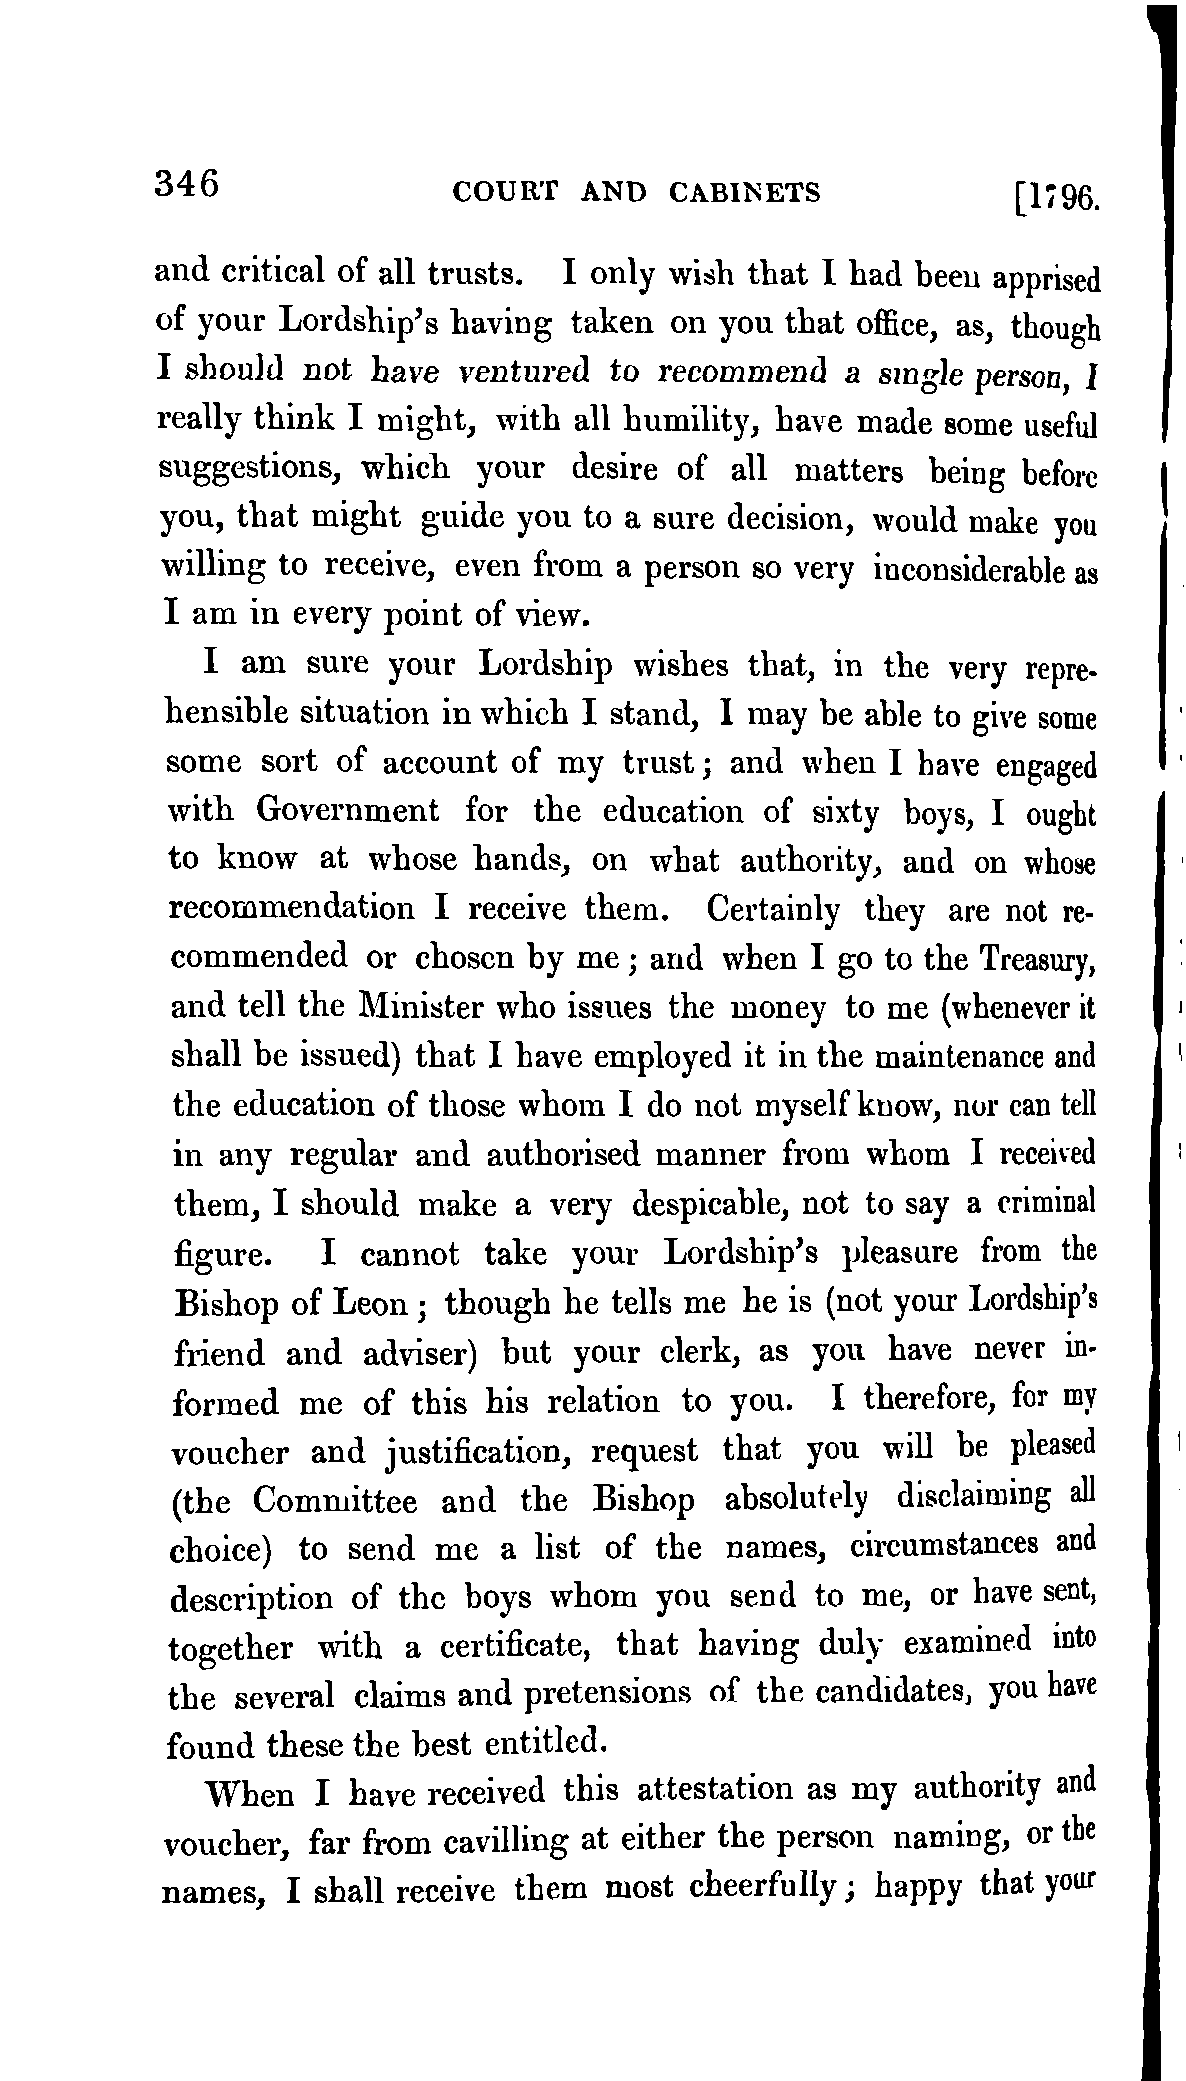 346 COURT AND CABINETS [1796.
and critical of all trusts. I only wish that I had been apprised
of your Lordship's having taken on you that office, as, though
I should not have ventured to recommend a single person, I
really think I might, with all humility, have made some useful
suggestions, which your desire of all matters being before
you, that might guide you to a sure decision, would make you
willing to receive, even from a person so very inconsiderable as
I am in every point of view.
I am sure your Lordship wishes that, in the very repre-
hensible situation in which I stand, I may be able to give some
some sort of account of my trust; and when I have engaged
with Government for the education of sixty boys, I ought
to know at whose hands, on what authority, and on whose
recommendation I receive them. Certainly they are not re-
commended or chosen by me; and when I go to the Treasury,
and tell the Minister who issues the money to me (whenever it
shall be issued) that I have employed it in the maintenance and
the education of those whom I do not myself know, nor can tell
in any regular and authorised manner from whom I received
them, I should make a very despicable, not to say a criminal
figure. I cannot take your Lordship's pleasure from the
Bishop of Leon; though he tells me he is (not your Lordship's
friend and adviser) but your clerk, as you have never in-
formed me of this his relation to you. I therefore, for my
voucher and justification, request that you will be pleased
(the Committee and the Bishop absolutely disclaiming all
choice) to send me a list of the names, circumstances and
description of the boys whom you send to me, or have sent,
together with a certificate, that having duly examined into
the several claims and pretensions of the candidates, you have
found these the best entitled.
When I have received this attestation as my authority and
voucher, far from cavilling at either the person naming, or the
names, I shall receive them most cheerfully; happy that your